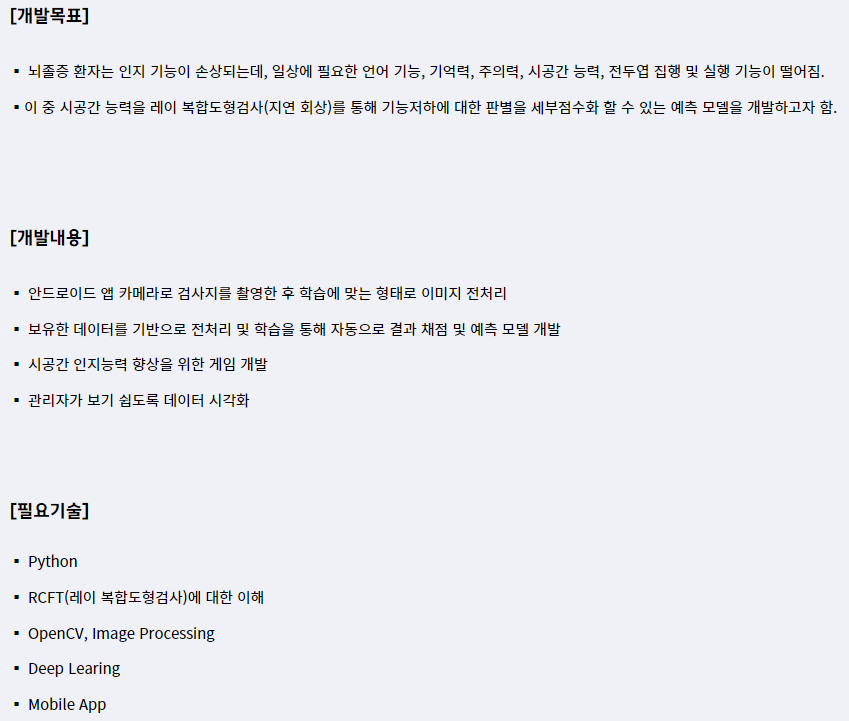 [개발목표]
▪ 뇌졸증 환자는 인지 기능이 손상되는데, 일상에 필요한 언어 기능, 기억력, 주의력, 시공간 능력, 전두엽 집행 및 실행 기능이 떨어짐.
▪ 이 중 시공간 능력을 레이 복합도형검사(지연 회상)를 통해 기능저하에 대한 판별을 세부점수화 할 수 있는 예측 모델을 개발하고자 함.
[개발내용]
▪ 안드로이드 앱 카메라로 검사지를 촬영한 후 학습에 맞는 형태로 이미지 전처리
▪ 보유한 데이터를 기반으로 전처리 및 학습을 통해 자동으로 결과 채점 및 예측 모델 개발
▪ 시공간 인지능력 향상을 위한 게임 개발
▪ 관리자가 보기 쉽도록 데이터 시각화
[필요기술]
▪ Python
▪ RCFT(레이 복합도형검사)에 대한 이해
▪ OpenCV, Image Processing
▪ Deep Learing
▪ Mobile App